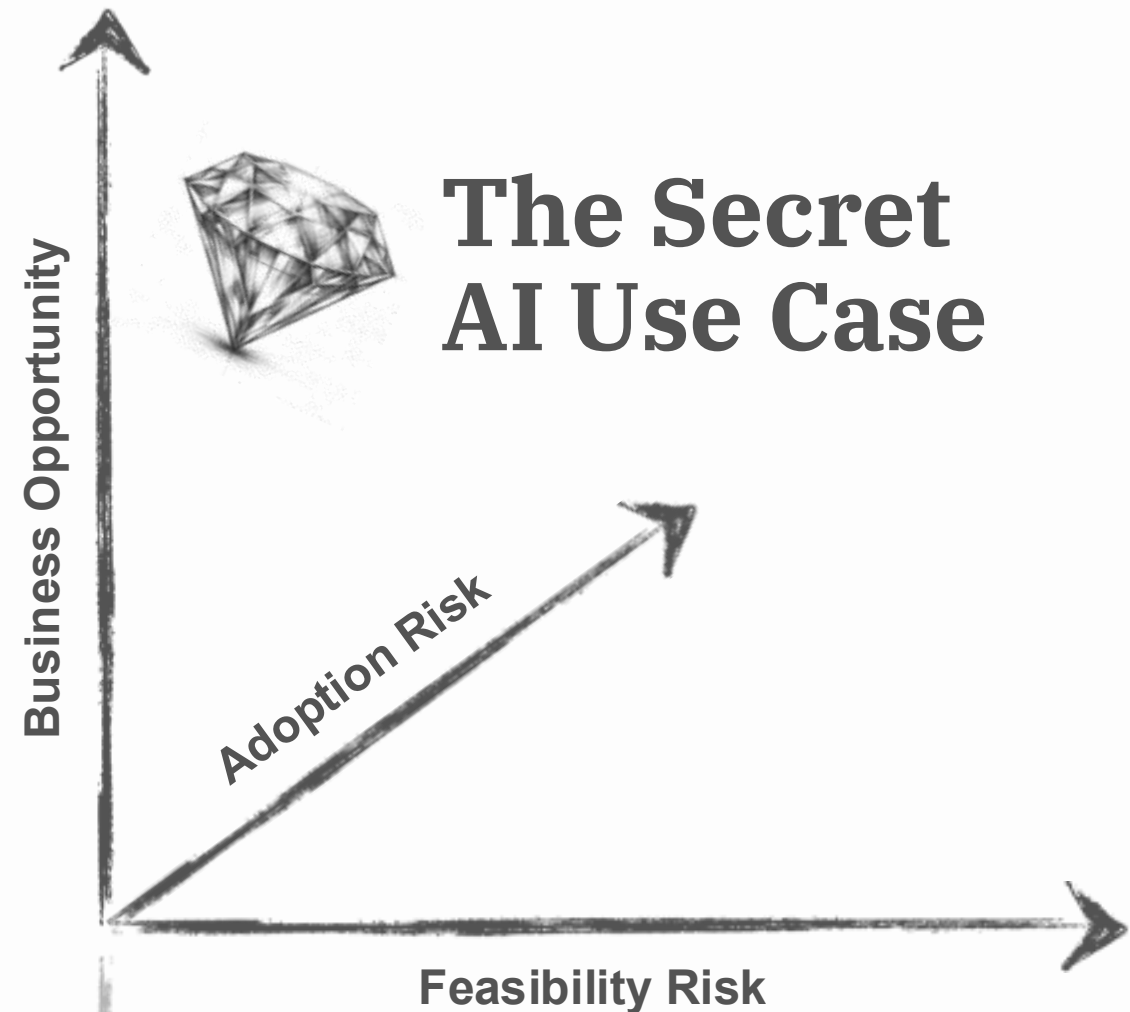 The Secret
AI Use Case
Business Opportunity
Adoption Risk
Feasibility Risk